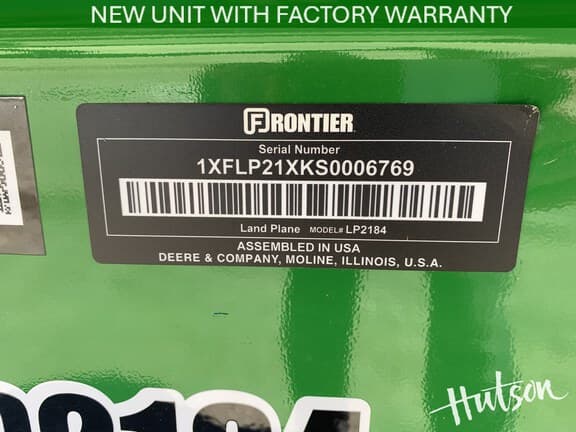 NEW UNIT WITH FACTORY WARRANTY
FRONTIER
Serial Number
1XFLP21XKS0006769
Land Plane MODEL# LP2184
ASSEMBLED IN USA
DEERE & COMPANY, MOLINE, ILLINOIS, U.S.A.
Hutson